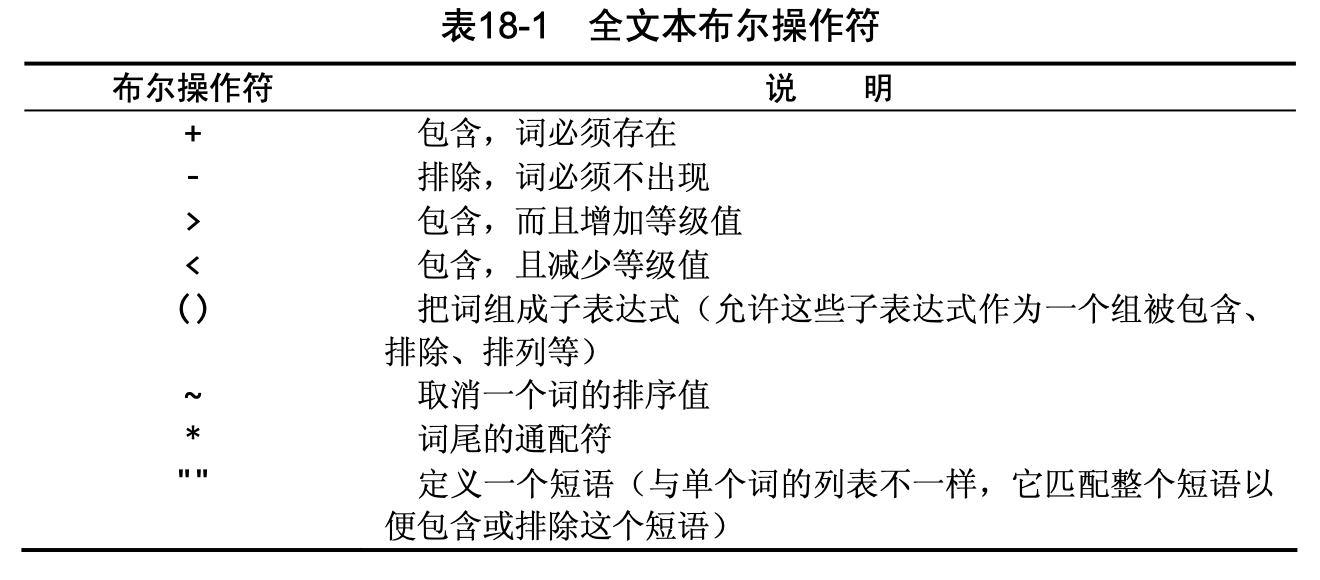 表18-1 全文本布尔操作符
布尔操作符 说 明
+ 包含，词必须存在
- 排除，词必须不出现
> 包含，而且增加等级值
< 包含，且减少等级值
() 把词组成子表达式（允许这些子表达式作为一个组被包含、
排除、排列等）
~ 取消一个词的排序值
* 词尾的通配符
"" 定义一个短语（与单个词的列表不一样，它匹配整个短语以
便包含或排除这个短语）